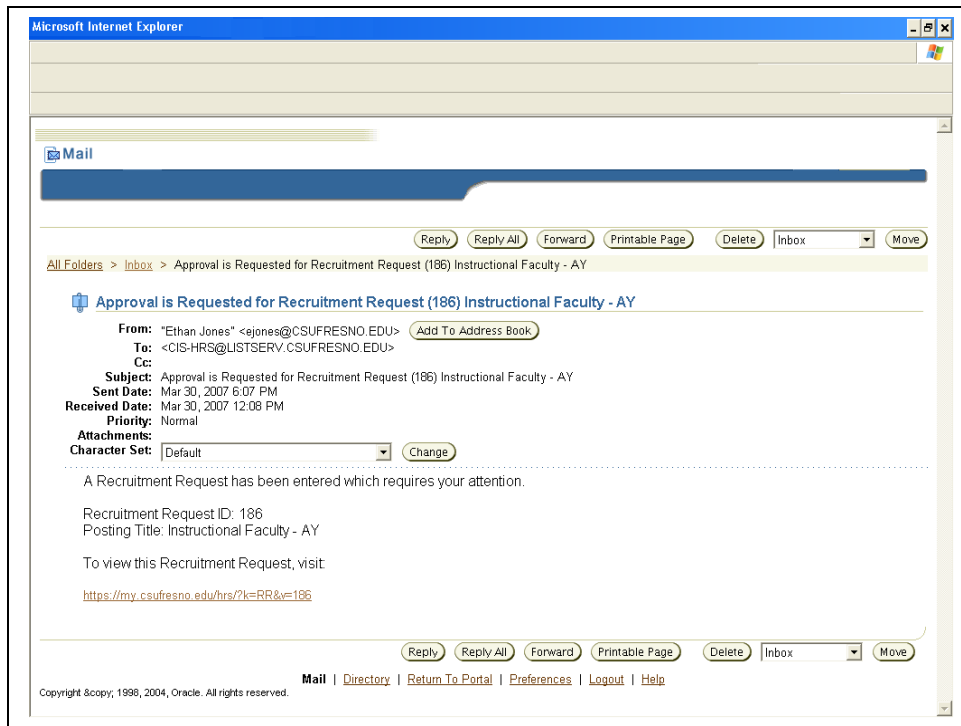 Microsoft Internet Explorer
Mail
Reply Reply All Forward Printable Page Delete Inbox Move
All Folders > Inbox > Approval is Requested for Recruitment Request (186) Instructional Faculty - AY
Approval is Requested for Recruitment Request (186) Instructional Faculty - AY
From: "Ethan Jones" <ejones@CSUFRESNO.EDU> Add To Address Book
To: <CIS-HRS@LISTSERV.CSUFRESNO.EDU>
Cc:
Subject: Approval is Requested for Recruitment Request (186) Instructional Faculty - AY
Sent Date: Mar 30, 2007 6:07 PM
Received Date: Mar 30, 2007 12:08 PM
Priority: Normal
Attachments:
Character Set: Default Change
A Recruitment Request has been entered which requires your attention.
Recruitment Request ID: 186
Posting Title: Instructional Faculty - AY
To view this Recruitment Request, visit:
https://my.csufresno.edu/hrs/?k=RR&v=186
Reply Reply All Forward Printable Page Delete Inbox Move
Mail | Directory | Return To Portal | Preferences | Logout | Help
Copyright &copy; 1998, 2004, Oracle. All rights reserved.